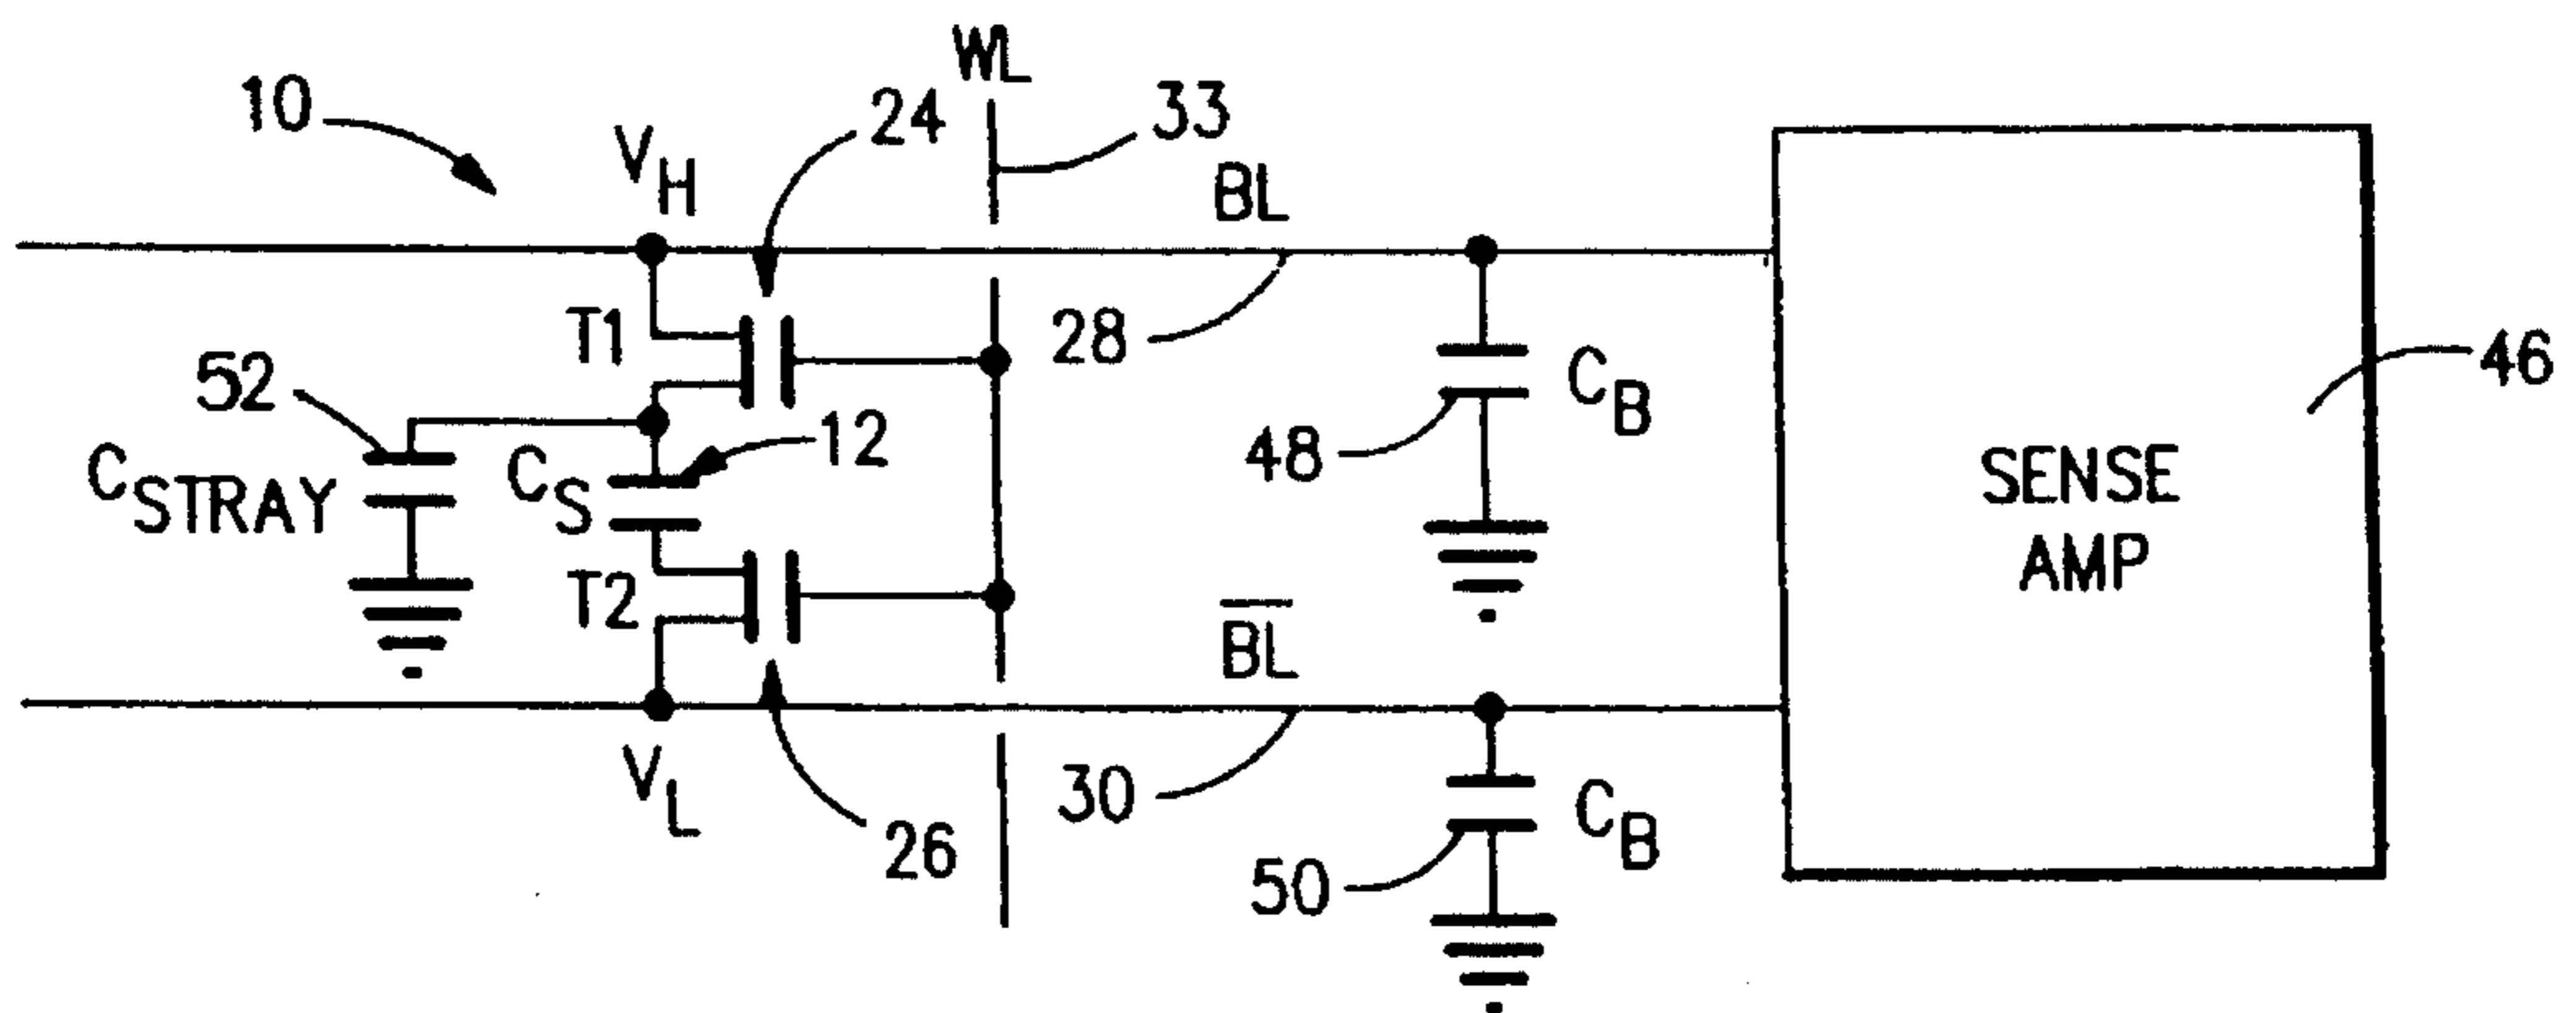 WL
10
24
33
V_H
BL
T1
28
52
C_STRAY
C_S
12
48
C_B
46
SENSE
AMP
T2
B̅L̅
V_L
26
30
50
C_B